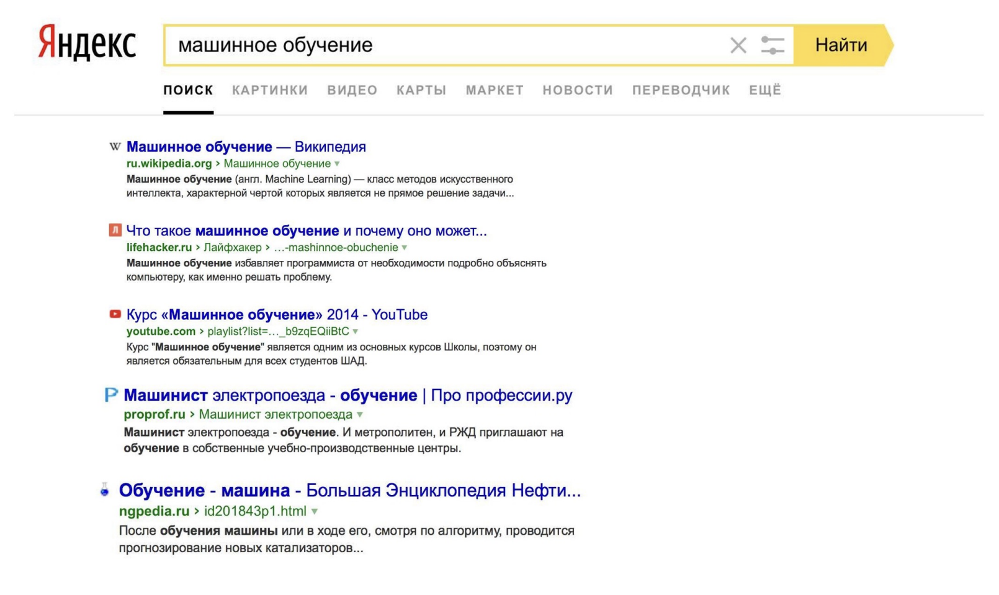 Яндекс
машинное обучение
Найти
ПОИСК КАРТИНКИ ВИДЕО КАРТЫ МАРКЕТ НОВОСТИ ПЕРЕВОДЧИК ЕЩЁ
W Машинное обучение — Википедия
ru.wikipedia.org › Машинное обучение
Машинное обучение (англ. Machine Learning) — класс методов искусственного
интеллекта, характерной чертой которых является не прямое решение задачи...
Л Что такое машинное обучение и почему оно может...
lifehacker.ru › Лайфхакер › …-mashinnoe-obuchenie
Машинное обучение избавляет программиста от необходимости подробно объяснять
компьютеру, как именно решать проблему.
Курс «Машинное обучение» 2014 - YouTube
youtube.com › playlist?list=…_b9zqEQiiBtC
Курс "Машинное обучение" является одним из основных курсов Школы, поэтому он
является обязательным для всех студентов ШАД.
P Машинист электропоезда - обучение | Про профессии.ру
proprof.ru › Машинист электропоезда
Машинист электропоезда - обучение. И метрополитен, и РЖД приглашают на
обучение в собственные учебно-производственные центры.
Обучение - машина - Большая Энциклопедия Нефти...
ngpedia.ru › id201843p1.html
После обучения машины или в ходе его, смотря по алгоритму, проводится
прогнозирование новых катализаторов...